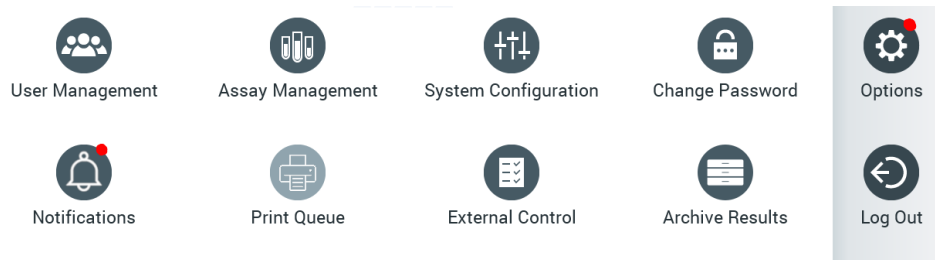 User Management
Assay Management
System Configuration
Change Password
Options
Notifications
Print Queue
External Control
Archive Results
Log Out